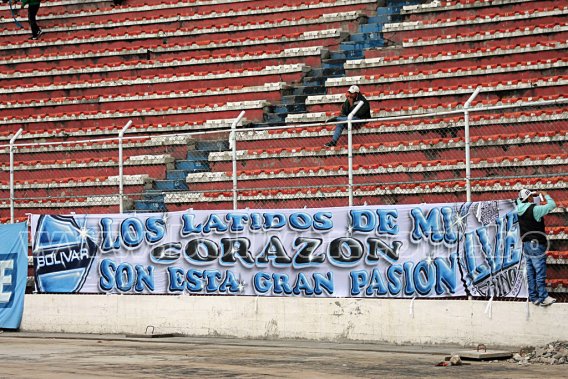 LOS LATIDOS DE MI
CORAZON
SON ESTA GRAN PASION
BOLIVAR